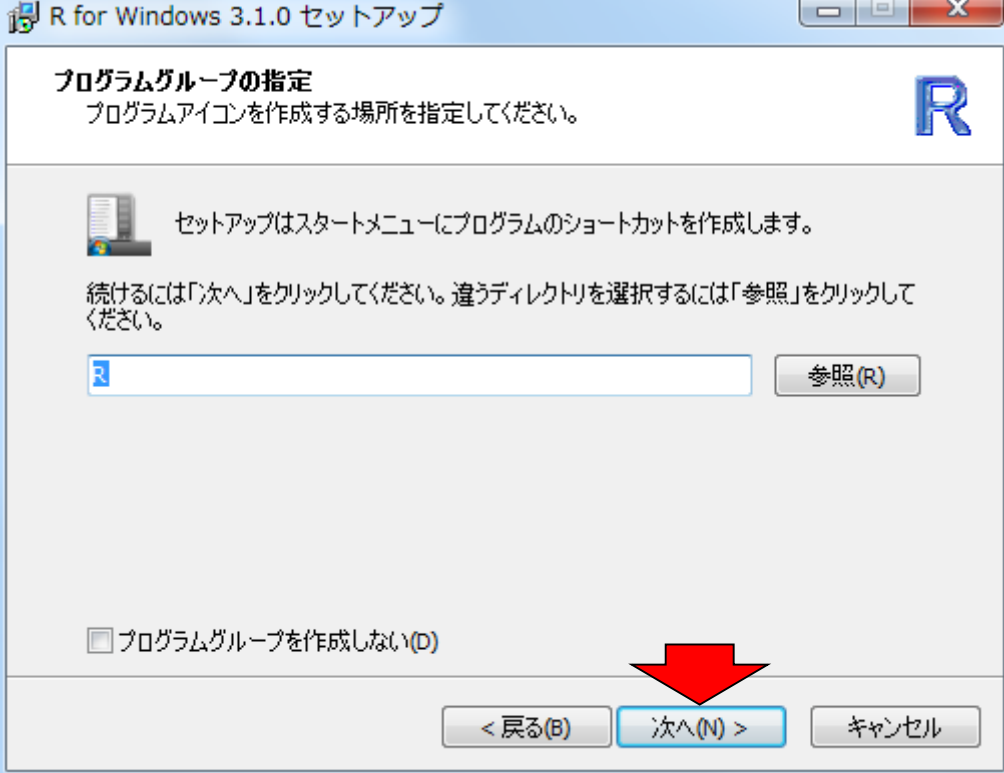 R for Windows 3.1.0 セットアップ
プログラムグループの指定
プログラムアイコンを作成する場所を指定してください。
R
セットアップはスタートメニューにプログラムのショートカットを作成します。
続けるには「次へ」をクリックしてください。違うディレクトリを選択するには「参照」をクリックして
ください。
R
参照(R)
プログラムグループを作成しない(D)
< 戻る(B)
次へ(N) >
キャンセル